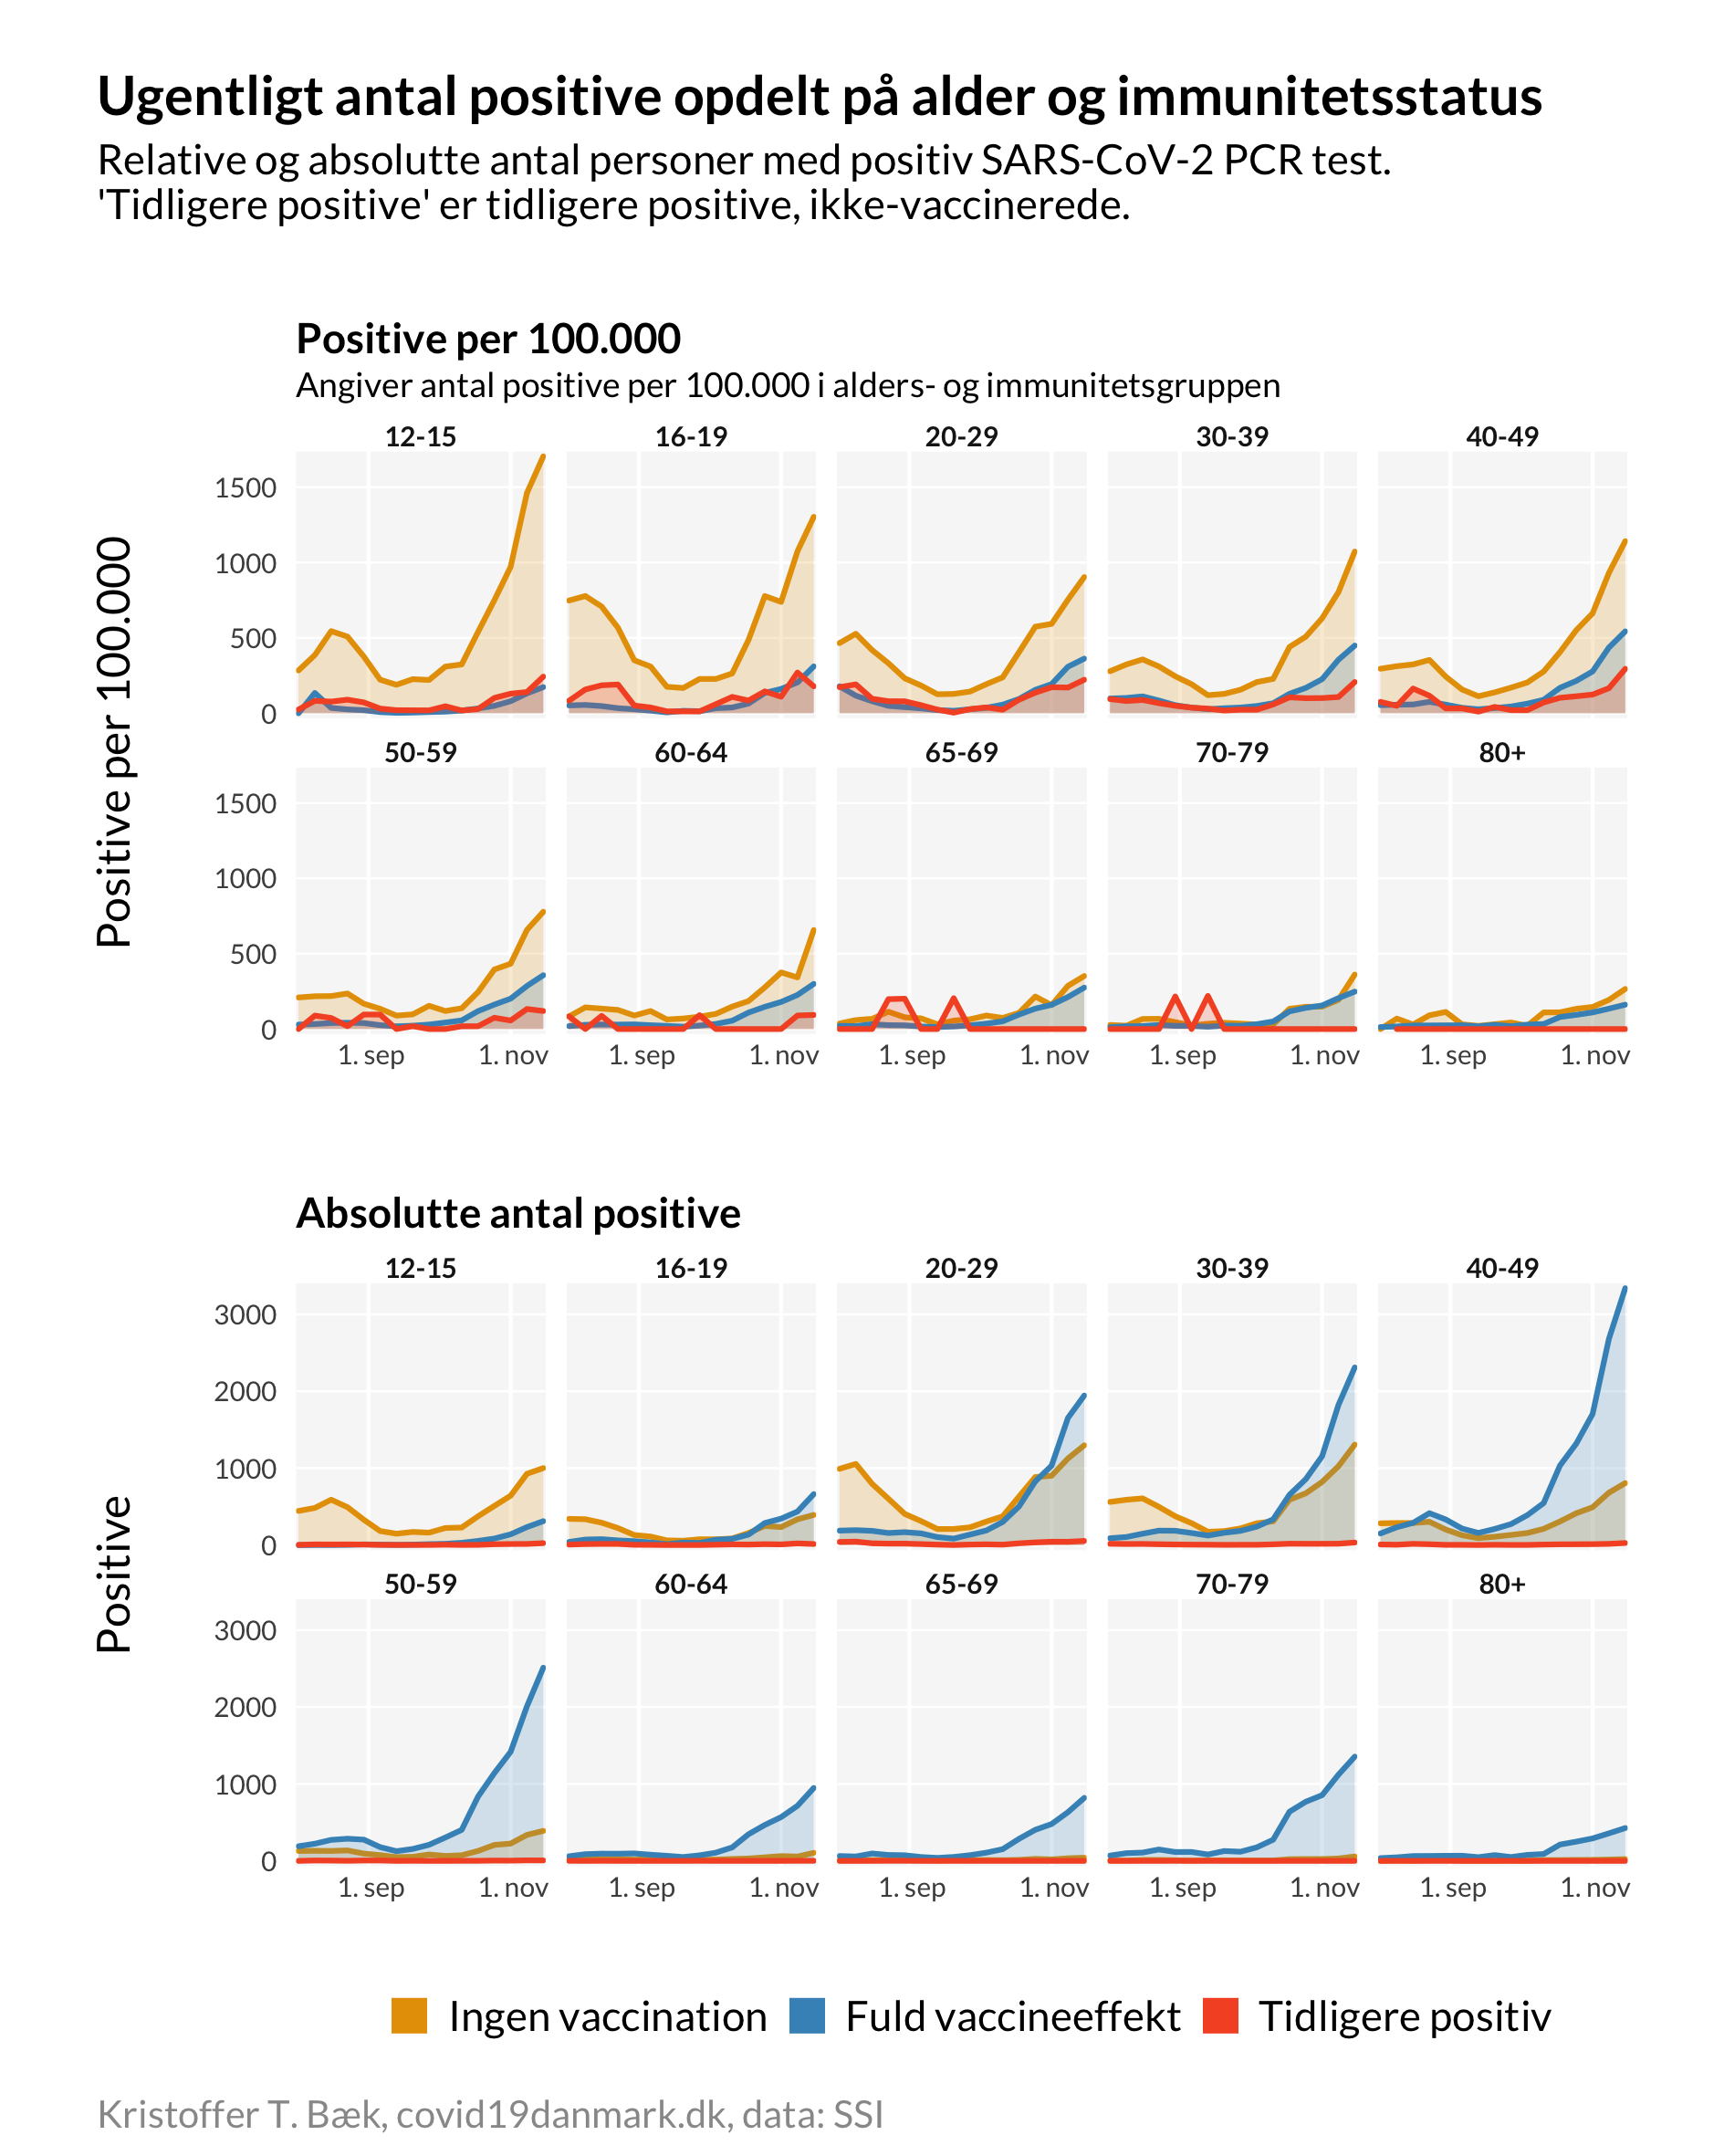 Ugentligt antal positive opdelt på alder og immunitetsstatus
Relative og absolutte antal personer med positiv SARS-CoV-2 PCR test.
'Tidligere positive' er tidligere positive, ikke-vaccinerede.
Positive per 100.000
Angiver antal positive per 100.000 i alders- og immunitetsgruppen
12-15 16-19 20-29 30-39 40-49
1500
1000
500
0
Positive per 100.000
50-59 60-64 65-69 70-79 80+
1500
1000
500
0
1. sep 1. nov 1. sep 1. nov 1. sep 1. nov 1. sep 1. nov 1. sep 1. nov
Absolutte antal positive
12-15 16-19 20-29 30-39 40-49
3000
2000
1000
0
Positive
50-59 60-64 65-69 70-79 80+
3000
2000
1000
0
1. sep 1. nov 1. sep 1. nov 1. sep 1. nov 1. sep 1. nov 1. sep 1. nov
Ingen vaccination Fuld vaccineeffekt Tidligere positiv
Kristoffer T. Bæk, covid19danmark.dk, data: SSI